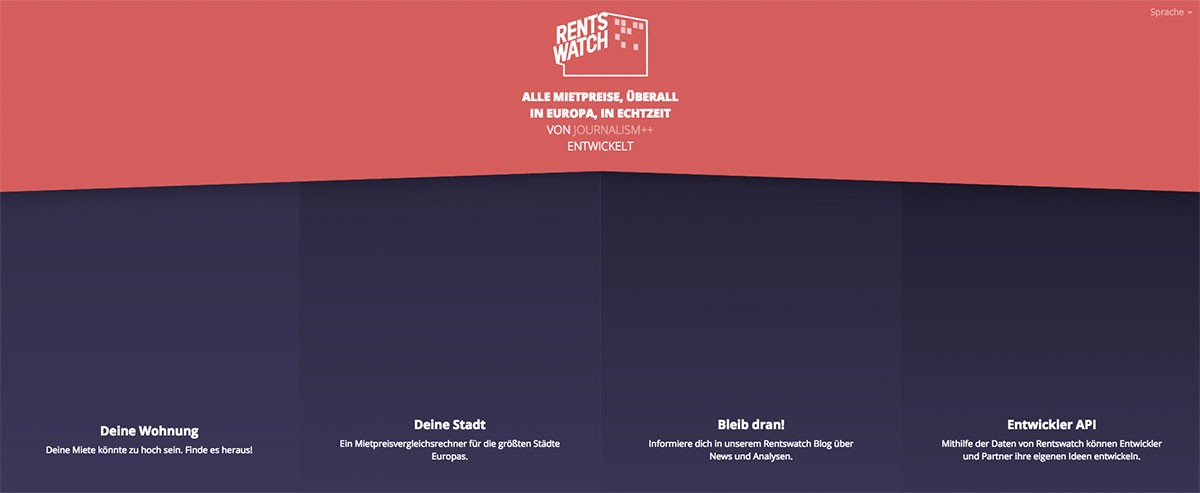 Sprache
RENTS
WATCH
ALLE MIETPREISE, ÜBERALL
IN EUROPA, IN ECHTZEIT
VON JOURNALISM++
ENTWICKELT
Deine Wohnung
Deine Miete könnte zu hoch sein. Finde es heraus!
Deine Stadt
Ein Mietpreisvergleichsrechner für die größten Städte
Europas.
Bleib dran!
Informiere dich in unserem Rentswatch Blog über
News und Analysen.
Entwickler API
Mithilfe der Daten von Rentswatch können Entwickler
und Partner ihre eigenen Ideen entwickeln.